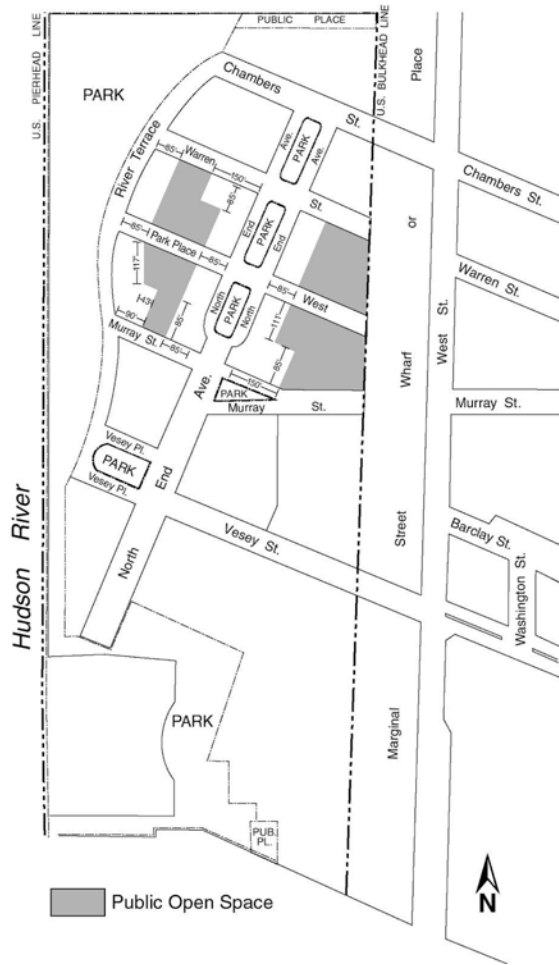 PUBLIC PLACE
U.S. PIERHEAD LINE
U.S. BULKHEAD LINE
Place
PARK
Chambers
St.
Chambers St.
River Terrace
Ave.
PARK
Ave.
85'
Warren
150'
85'
St.
or
85'
Park Place
85'
End
PARK
End
85'
West
Warren St.
117'
43'
90'
85'
Murray St.
85'
North
PARK
North
111'
85'
150'
West St.
Wharf
Ave.
PARK
Murray St.
Murray St.
Vesey Pl.
PARK
Vesey Pl.
End
Vesey St.
Street
Barclay St.
Washington St.
North
Hudson River
PARK
Marginal
PUB.
PL.
Public Open Space
N